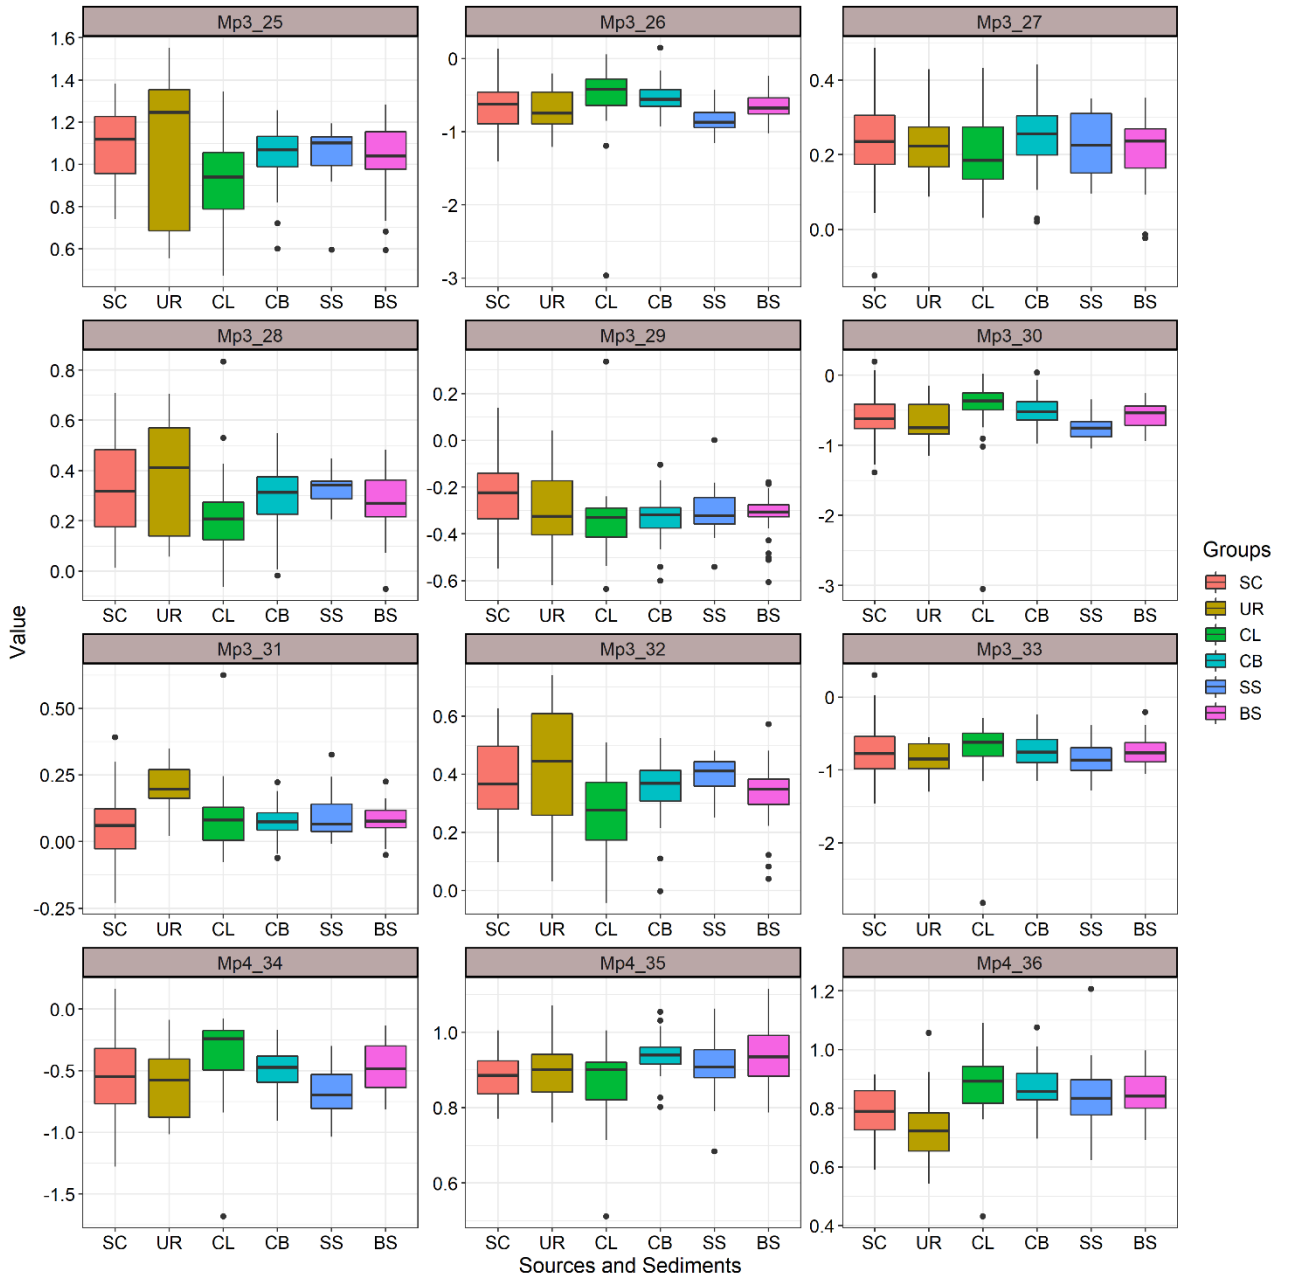 Mp3_25 Mp3_26 Mp3_27
1.6
1.4
1.2
1.0
0.8
0.6
0
-1
-2
-3
0.4
0.2
0.0
SC UR CL CB SS BS SC UR CL CB SS BS SC UR CL CB SS BS
Mp3_28 Mp3_29 Mp3_30
0.8
0.6
0.4
0.2
0.0
0.2
0.0
-0.2
-0.4
-0.6
0
-1
-2
-3
SC UR CL CB SS BS SC UR CL CB SS BS SC UR CL CB SS BS
Mp3_31 Mp3_32 Mp3_33
0.50
0.25
0.00
-0.25
0.6
0.4
0.2
0.0
0
-1
-2
SC UR CL CB SS BS SC UR CL CB SS BS SC UR CL CB SS BS
Mp4_34 Mp4_35 Mp4_36
0.0
-0.5
-1.0
-1.5
1.0
0.8
0.6
1.2
1.0
0.8
0.6
0.4
SC UR CL CB SS BS SC UR CL CB SS BS SC UR CL CB SS BS
Value
Sources and Sediments
Groups
SC
UR
CL
CB
SS
BS